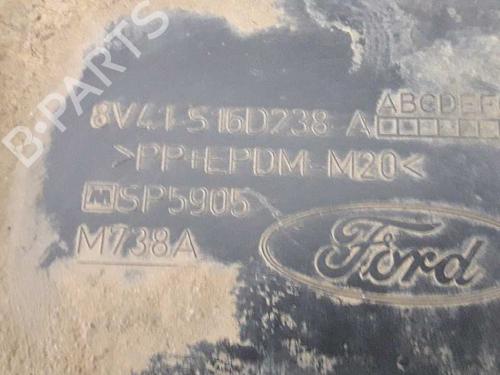 ABCDEF
8V41-S16D238-A
>PP+EPDM-M20<
SP5905
M738A
Ford
B-PARTS